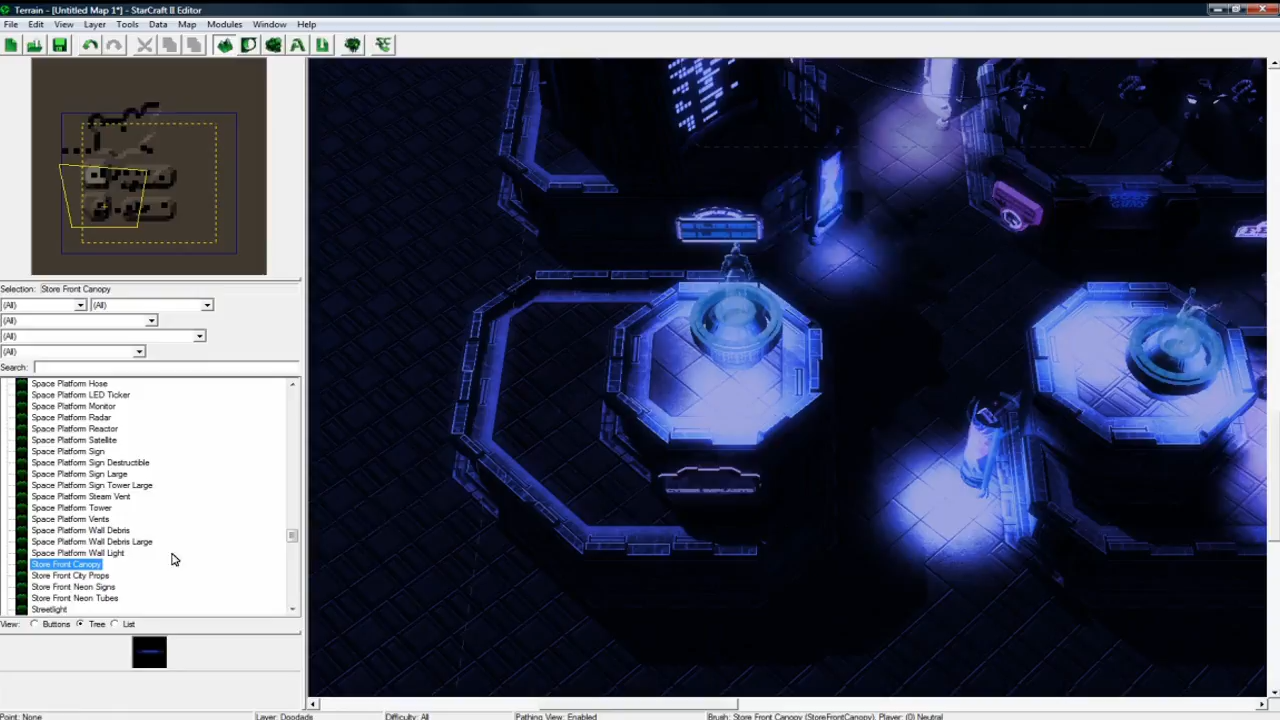 Terrain - [Untitled Map 1*] - StarCraft II Editor
File Edit View Layer Tools Data Map Modules Window Help
Selection: Store Front Canopy
(All) (All)
(All)
(All)
(All)
Search:
Space Platform Hose
Space Platform LED Ticker
Space Platform Monitor
Space Platform Radar
Space Platform Reactor
Space Platform Satellite
Space Platform Sign
Space Platform Sign Destructible
Space Platform Sign Large
Space Platform Sign Tower Large
Space Platform Steam Vent
Space Platform Tower
Space Platform Vents
Space Platform Wall Debris
Space Platform Wall Debris Large
Space Platform Wall Light
Store Front Canopy
Store Front City Props
Store Front Neon Signs
Store Front Neon Tubes
Streetlight
View: Buttons Tree List
CYBER IMPLANTS
Point: None Layer: Doodads Difficulty: All Pathing View: Enabled Brush: Store Front Canopy (StoreFrontCanopy), Player: (0) Neutral